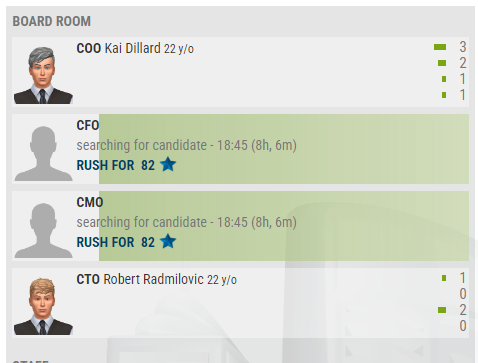 BOARD ROOM
COO Kai Dillard 22 y/o
3
2
1
1
CFO
searching for candidate - 18:45 (8h, 6m)
RUSH FOR 82
CMO
searching for candidate - 18:45 (8h, 6m)
RUSH FOR 82
CTO Robert Radmilovic 22 y/o
1
0
2
0
STAFF